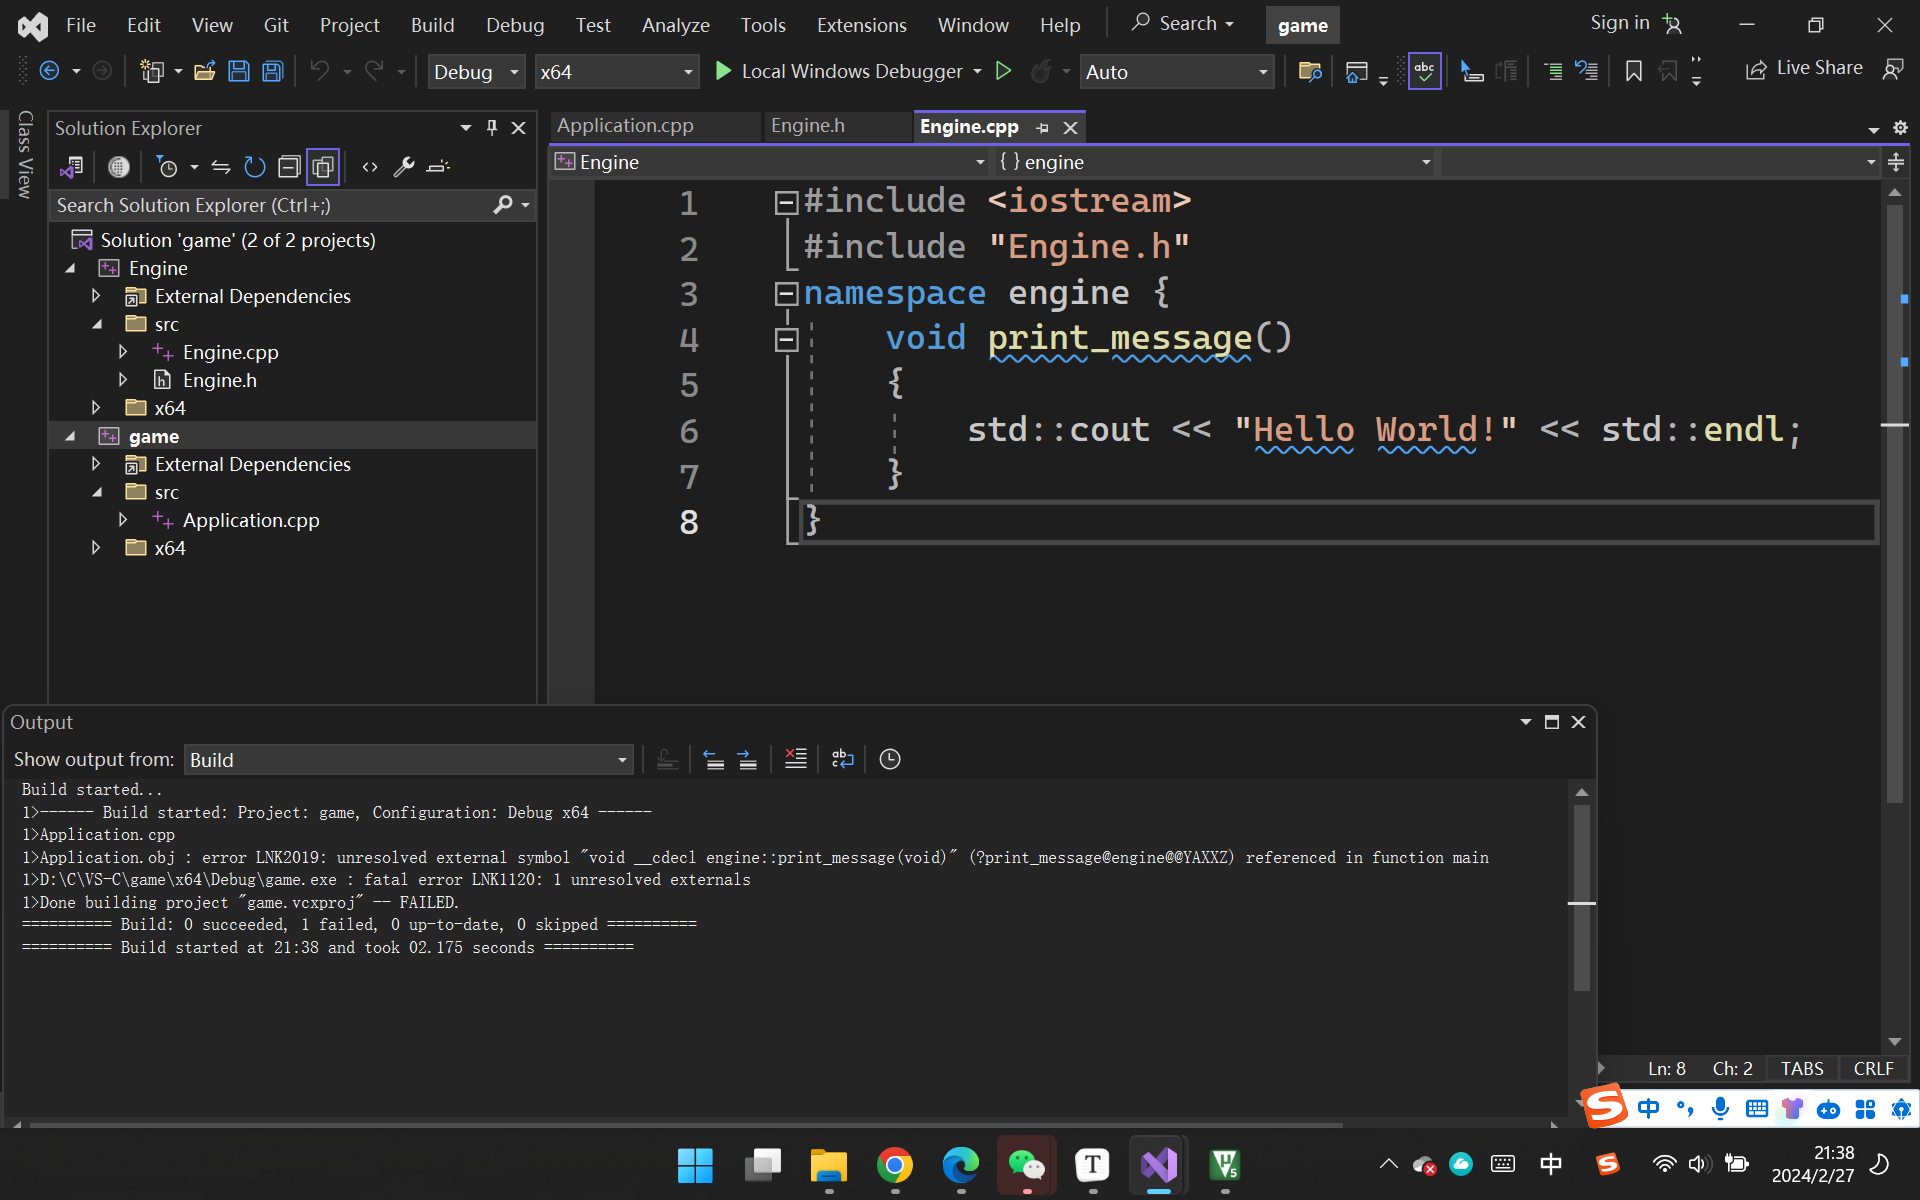 File Edit View Git Project Build Debug Test Analyze Tools Extensions Window Help Search game Sign in
Debug x64 Local Windows Debugger Auto abc Live Share
Class View
Solution Explorer
Search Solution Explorer (Ctrl+;)
Solution 'game' (2 of 2 projects)
Engine
External Dependencies
src
Engine.cpp
Engine.h
x64
game
External Dependencies
src
Application.cpp
x64
Application.cpp Engine.h Engine.cpp
Engine {} engine
1 #include <iostream>
2 #include "Engine.h"
3 namespace engine {
4 void print_message()
5 {
6 std::cout << "Hello World!" << std::endl;
7 }
8 }
Output
Show output from: Build
Build started...
1>------ Build started: Project: game, Configuration: Debug x64 ------
1>Application.cpp
1>Application.obj : error LNK2019: unresolved external symbol "void __cdecl engine::print_message(void)" (?print_message@engine@@YAXXZ) referenced in function main
1>D:\C\VS-C\game\x64\Debug\game.exe : fatal error LNK1120: 1 unresolved externals
1>Done building project "game.vcxproj" -- FAILED.
========== Build: 0 succeeded, 1 failed, 0 up-to-date, 0 skipped ==========
========== Build started at 21:38 and took 02.175 seconds ==========
Ln: 8 Ch: 2 TABS CRLF
S 中
T 中 S 21:38
2024/2/27